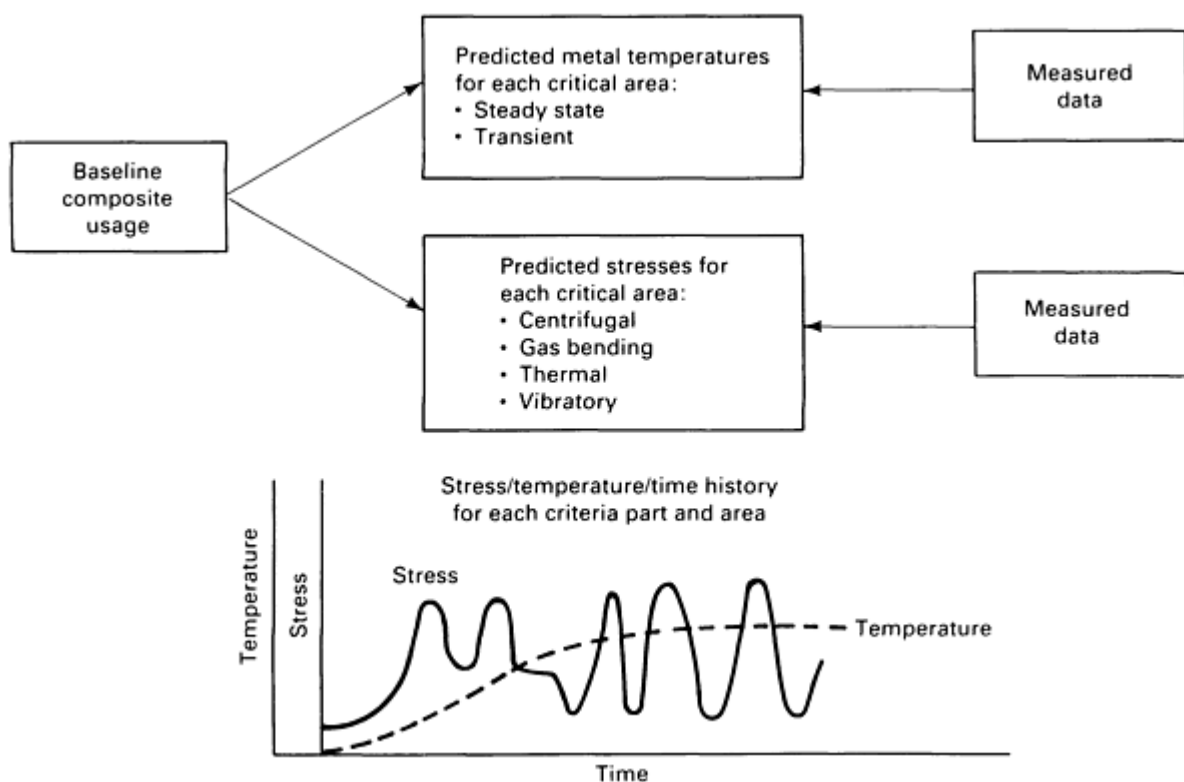 Baseline
composite
usage
Predicted metal temperatures
for each critical area:
• Steady state
• Transient
Measured
data
Predicted stresses for
each critical area:
• Centrifugal
• Gas bending
• Thermal
• Vibratory
Measured
data
Stress/temperature/time history
for each criteria part and area
Temperature
Stress
Stress
Temperature
Time